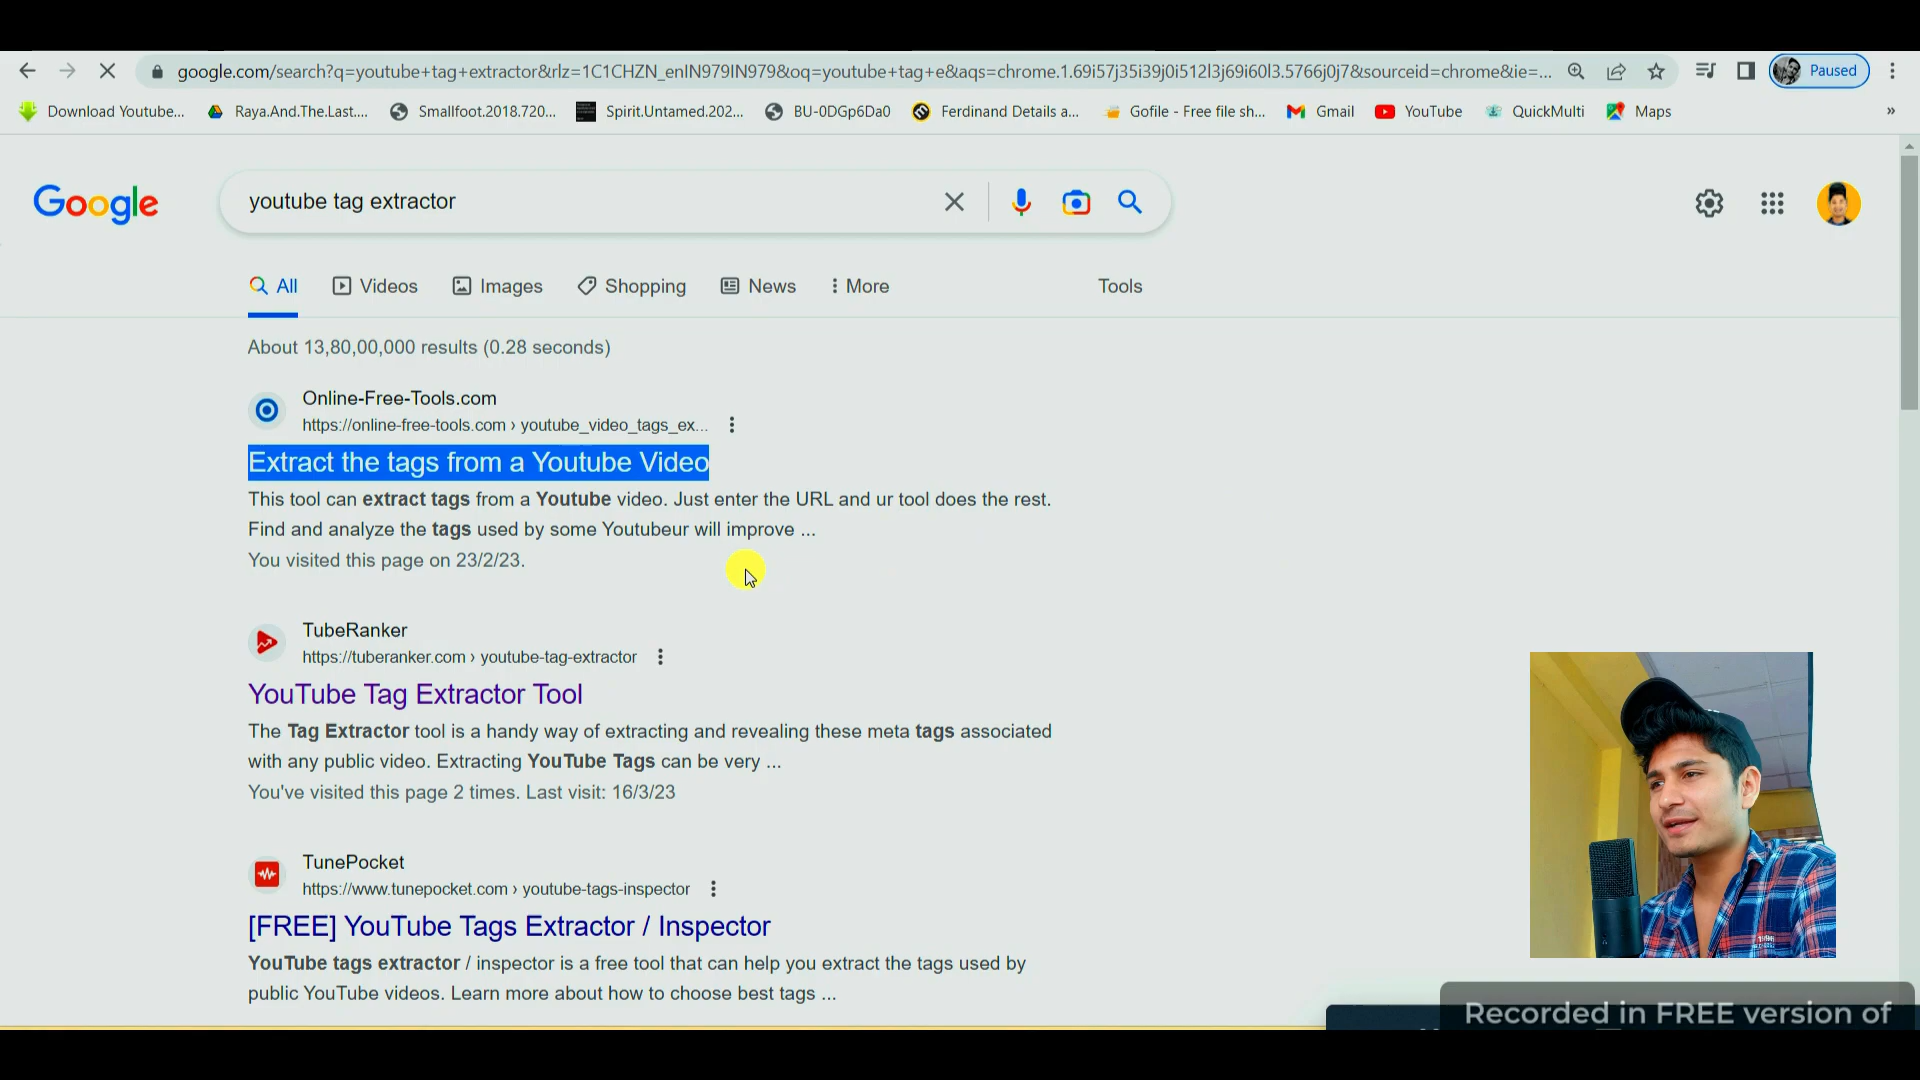 google.com/search?q=youtube+tag+extractor&rlz=1C1CHZN_enIN979IN979&oq=youtube+tag+e&aqs=chrome.1.69i57j35i39j0i512l3j69i60l3.5766j0j7&sourceid=chrome&ie=...
Paused
Download Youtube...
Raya.And.The.Last....
Smallfoot.2018.720...
Spirit.Untamed.202...
BU-0DGp6Da0
Ferdinand Details a...
Gofile - Free file sh...
Gmail
YouTube
QuickMulti
Maps
»
Google
youtube tag extractor
All
Videos
Images
Shopping
News
More
Tools
About 13,80,00,000 results (0.28 seconds)
Online-Free-Tools.com
https://online-free-tools.com › youtube_video_tags_ex...
Extract the tags from a Youtube Video
This tool can extract tags from a Youtube video. Just enter the URL and ur tool does the rest.
Find and analyze the tags used by some Youtubeur will improve ...
You visited this page on 23/2/23.
TubeRanker
https://tuberanker.com › youtube-tag-extractor
YouTube Tag Extractor Tool
The Tag Extractor tool is a handy way of extracting and revealing these meta tags associated
with any public video. Extracting YouTube Tags can be very ...
You've visited this page 2 times. Last visit: 16/3/23
TunePocket
https://www.tunepocket.com › youtube-tags-inspector
[FREE] YouTube Tags Extractor / Inspector
YouTube tags extractor / inspector is a free tool that can help you extract the tags used by
public YouTube videos. Learn more about how to choose best tags ...
Recorded in FREE version of